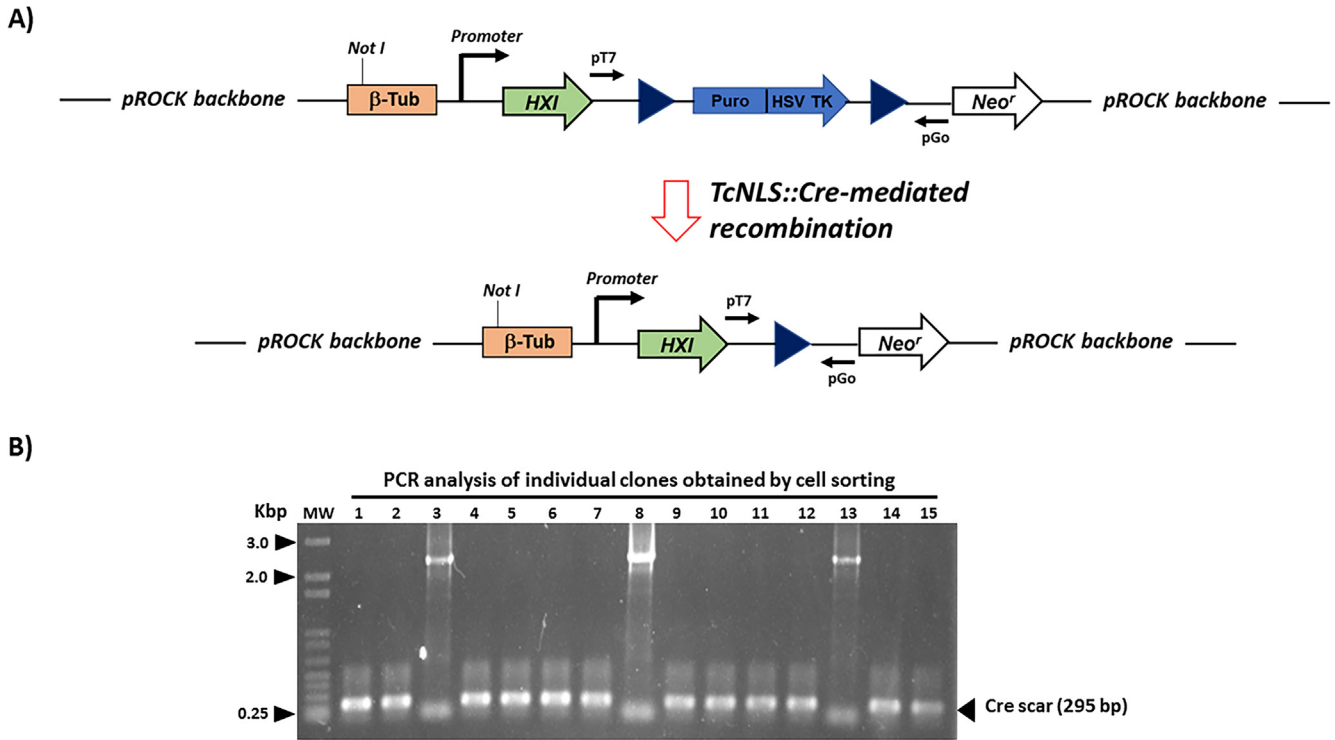 A)
Not I
Promoter
pT7
pROCK backbone
β-Tub
HXI
Puro
HSV TK
Neoʳ
pROCK backbone
pGo
TcNLS::Cre-mediated
recombination
Not I
Promoter
pT7
pROCK backbone
β-Tub
HXI
Neoʳ
pROCK backbone
pGo
B)
PCR analysis of individual clones obtained by cell sorting
Kbp MW 1 2 3 4 5 6 7 8 9 10 11 12 13 14 15
3.0
2.0
0.25
Cre scar (295 bp)